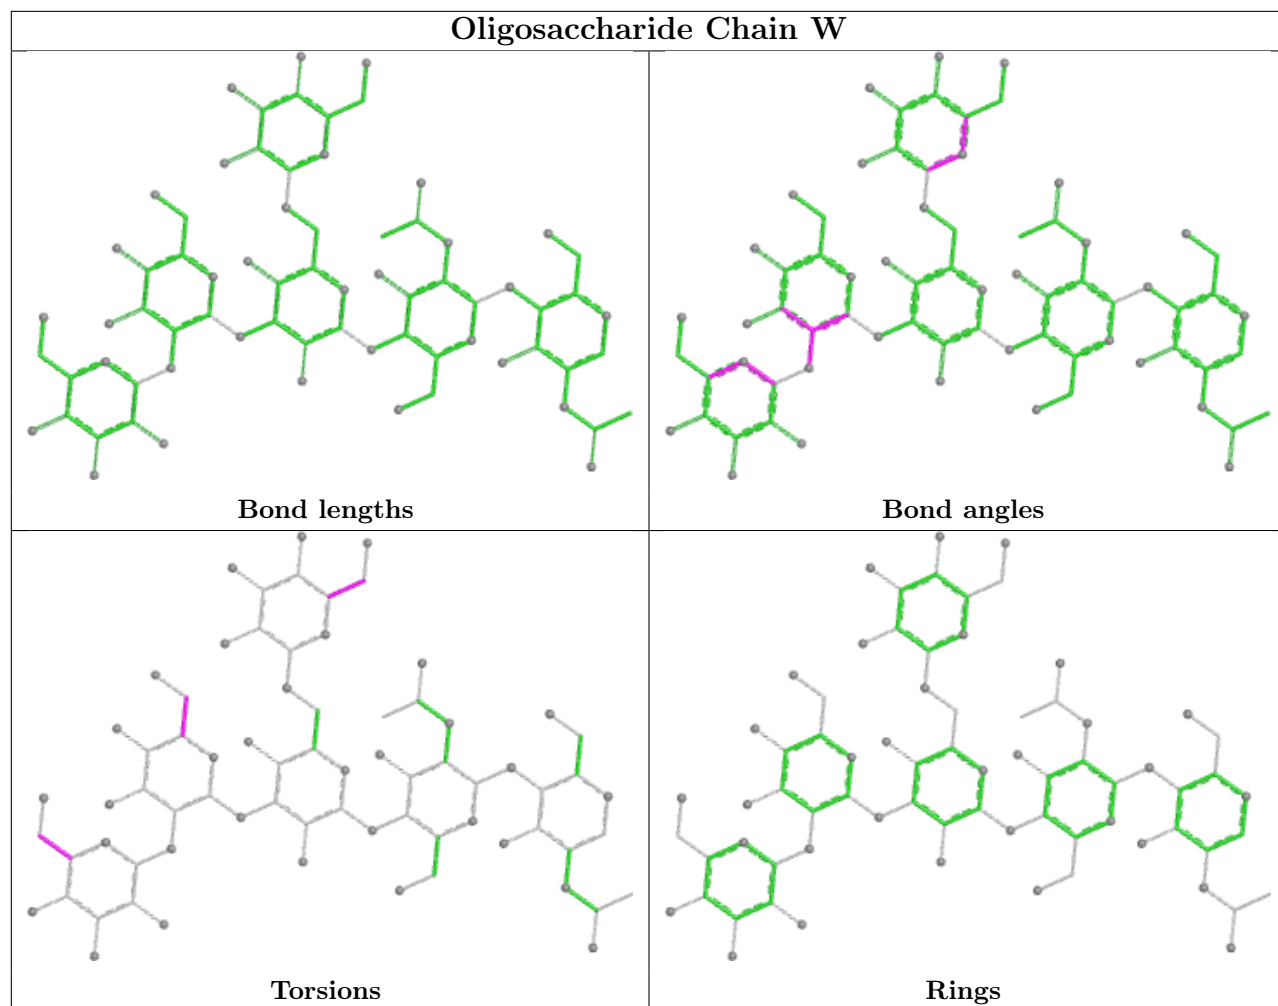 Oligosaccharide Chain W
Bond lengths
Bond angles
Torsions
Rings